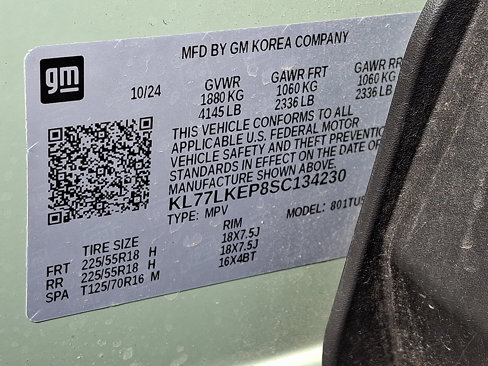 gm
MFD BY GM KOREA COMPANY
10/24
GVWR GAWR FRT GAWR RR
1880 KG 1060 KG 1060 KG
4145 LB 2336 LB 2336 LB
THIS VEHICLE CONFORMS TO ALL
APPLICABLE U.S. FEDERAL MOTOR
VEHICLE SAFETY AND THEFT
STANDARDS IN EFFECT ON THE DATE OF
MANUFACTURE SHOWN ABOVE.
KL77LKEP8SC134230
TYPE: MPV MODEL:
TIRE SIZE RIM
FRT 225/55R18 H 18X7.5J
RR 225/55R18 H 18X7.5J
SPA T125/70R16 M 16X4BT